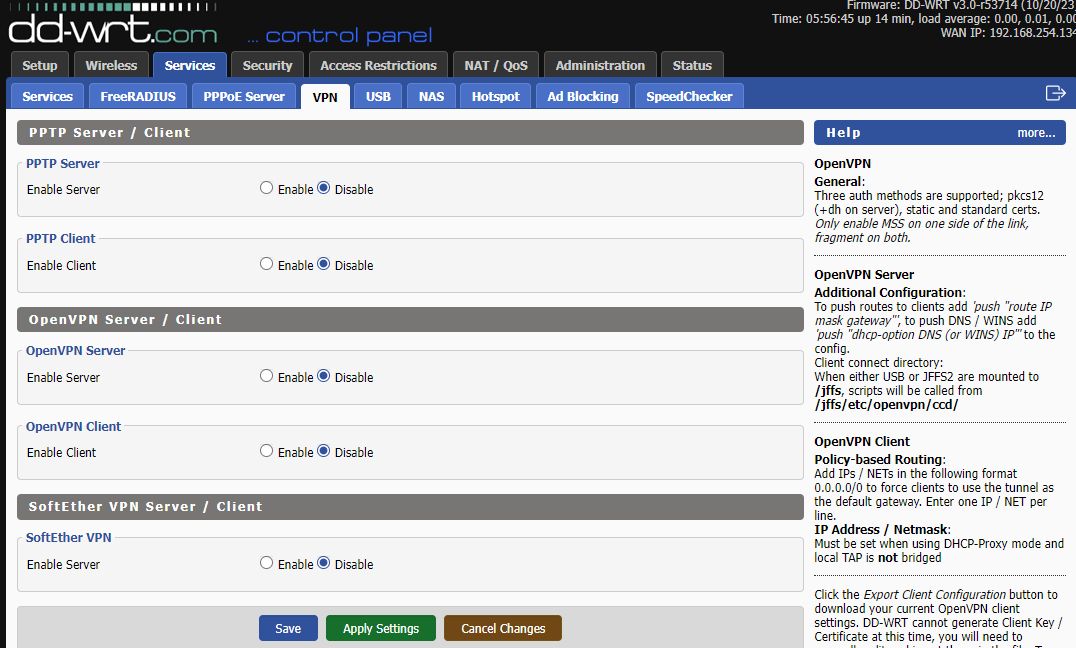 Firmware: DD-WRT v3.0-r53714 (10/20/23
Time: 05:56:45 up 14 min, load average: 0.00, 0.01, 0.00
WAN IP: 192.168.254.134
dd-wrt.com ... control panel
Setup Wireless Services Security Access Restrictions NAT / QoS Administration Status
Services FreeRADIUS PPPoE Server VPN USB NAS Hotspot Ad Blocking SpeedChecker
PPTP Server / Client
PPTP Server
Enable Server Enable Disable
PPTP Client
Enable Client Enable Disable
OpenVPN Server / Client
OpenVPN Server
Enable Server Enable Disable
OpenVPN Client
Enable Client Enable Disable
SoftEther VPN Server / Client
SoftEther VPN
Enable Server Enable Disable
Save Apply Settings Cancel Changes
Help more...
OpenVPN
General:
Three auth methods are supported; pkcs12
(+dh on server), static and standard certs.
Only enable MSS on one side of the link,
fragment on both.
OpenVPN Server
Additional Configuration:
To push routes to clients add 'push "route IP
mask gateway"', to push DNS / WINS add
'push "dhcp-option DNS (or WINS) IP"' to the
config.
Client connect directory:
When either USB or JFFS2 are mounted to
/jffs, scripts will be called from
/jffs/etc/openvpn/ccd/
OpenVPN Client
Policy-based Routing:
Add IPs / NETs in the following format
0.0.0.0/0 to force clients to use the tunnel as
the default gateway. Enter one IP / NET per
line.
IP Address / Netmask:
Must be set when using DHCP-Proxy mode and
local TAP is not bridged
Click the Export Client Configuration button to
download your current OpenVPN client
settings. DD-WRT cannot generate Client Key /
Certificate at this time, you will need to